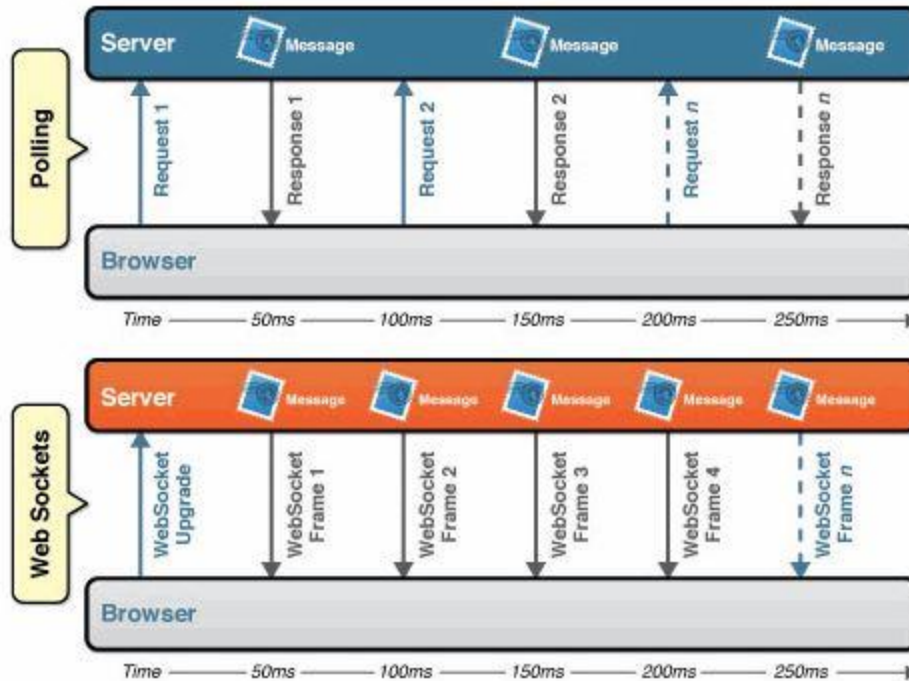 Polling
Server
Message
Message
Message
Request 1
Response 1
Request 2
Response 2
Request n
Response n
Browser
Time
50ms
100ms
150ms
200ms
250ms
Web Sockets
Server
Message
Message
Message
Message
Message
WebSocket
Upgrade
WebSocket
Frame 1
WebSocket
Frame 2
WebSocket
Frame 3
WebSocket
Frame 4
WebSocket
Frame n
Browser
Time
50ms
100ms
150ms
200ms
250ms